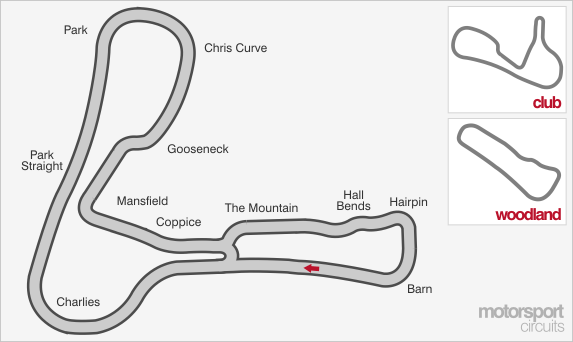 Park
Chris Curve
club
Gooseneck
Park
Straight
Mansfield
Coppice
The Mountain
Hall
Bends
Hairpin
woodland
Barn
Charlies
motorsport
circuits